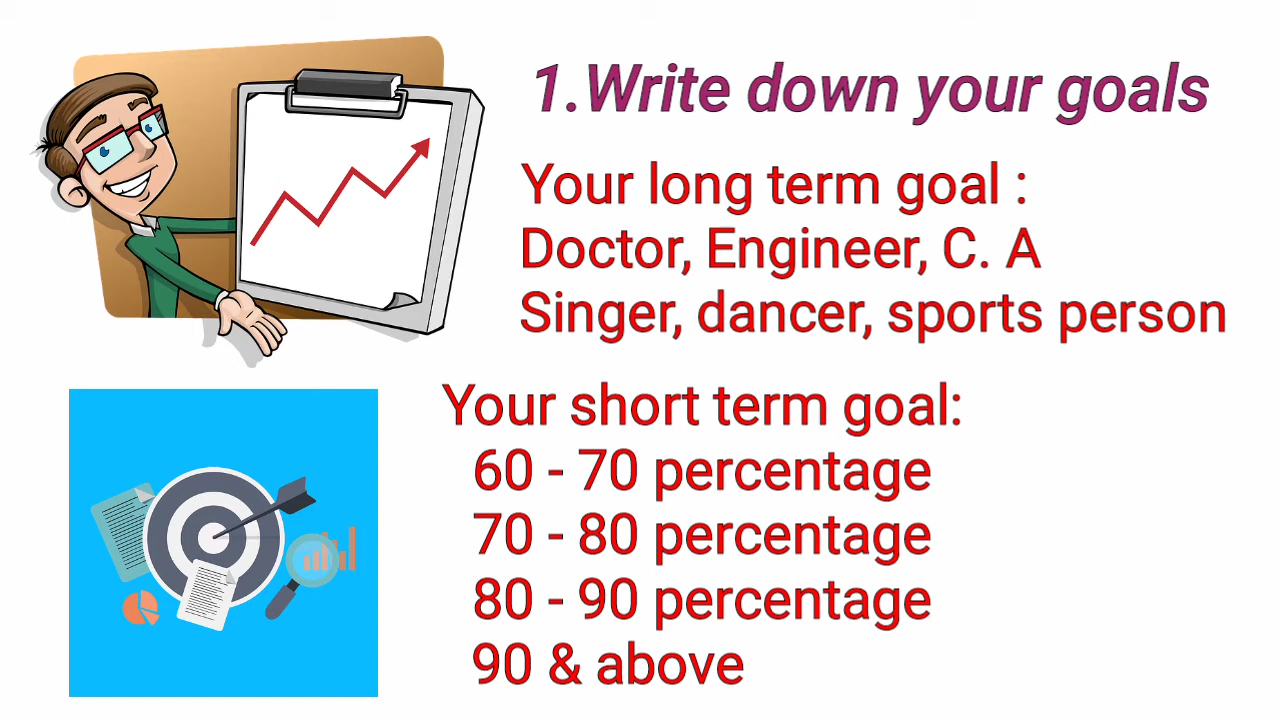 1.Write down your goals
Your long term goal :
Doctor, Engineer, C. A
Singer, dancer, sports person
Your short term goal:
60 - 70 percentage
70 - 80 percentage
80 - 90 percentage
90 & above